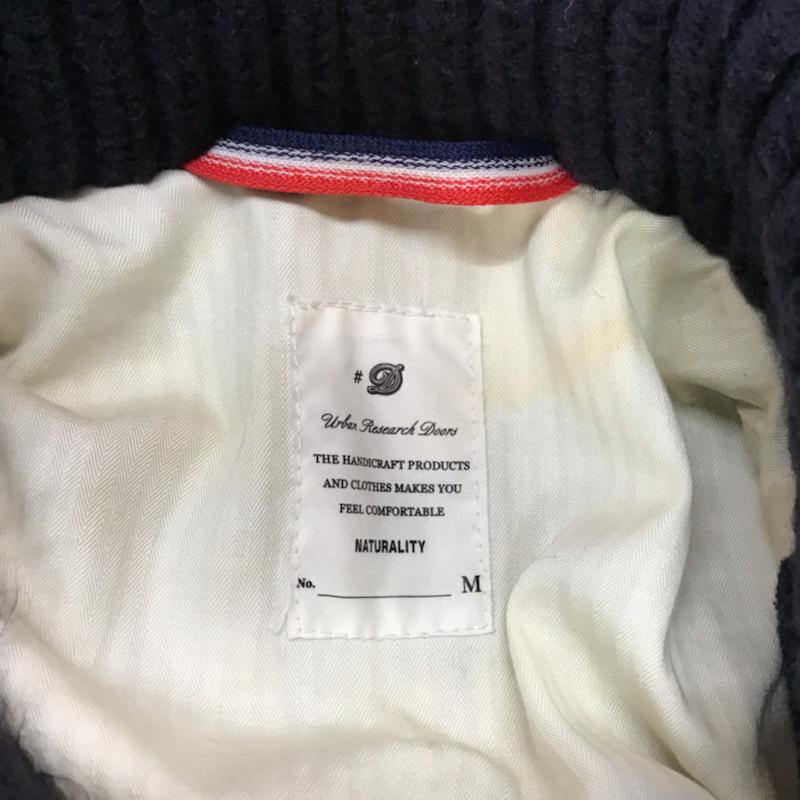 # D
Urban Research Doors
THE HANDICRAFT PRODUCTS
AND CLOTHES MAKES YOU
FEEL COMFORTABLE
NATURALITY
No. M